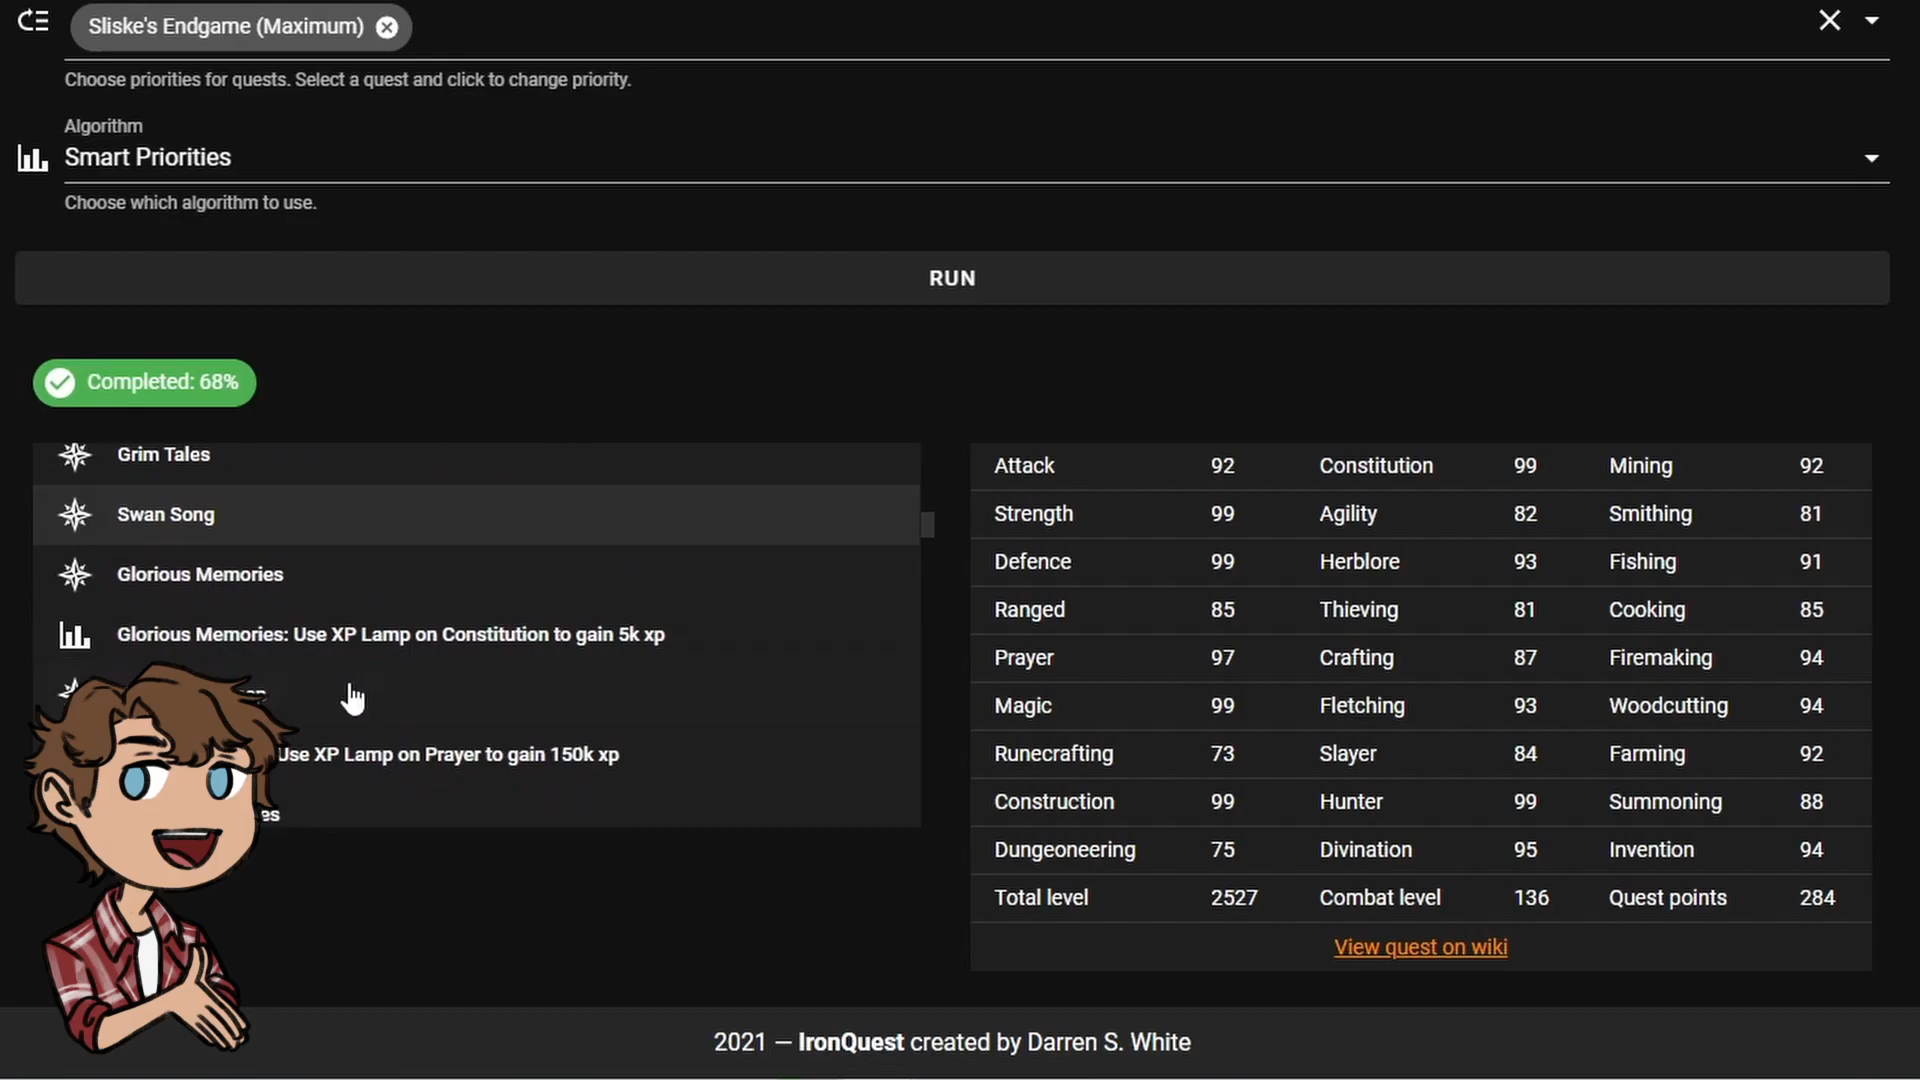 Sliske's Endgame (Maximum)
Choose priorities for quests. Select a quest and click to change priority.
Algorithm
Smart Priorities
Choose which algorithm to use.
RUN
Completed: 68%
Grim Tales
Swan Song
Glorious Memories
Glorious Memories: Use XP Lamp on Constitution to gain 5k xp
Use XP Lamp on Prayer to gain 150k xp
es
Attack 92 Constitution 99 Mining 92
Strength 99 Agility 82 Smithing 81
Defence 99 Herblore 93 Fishing 91
Ranged 85 Thieving 81 Cooking 85
Prayer 97 Crafting 87 Firemaking 94
Magic 99 Fletching 93 Woodcutting 94
Runecrafting 73 Slayer 84 Farming 92
Construction 99 Hunter 99 Summoning 88
Dungeoneering 75 Divination 95 Invention 94
Total level 2527 Combat level 136 Quest points 284
View quest on wiki
2021 — IronQuest created by Darren S. White